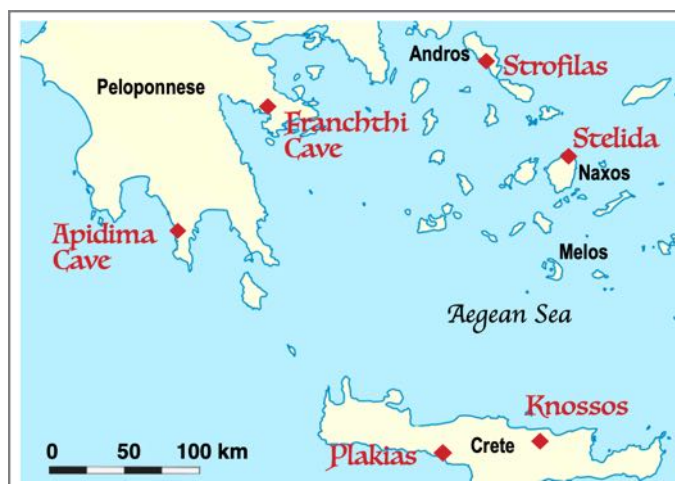 Andros
Strofilas
Peloponnese
Franchthi
Cave
Stelida
Naxos
Apidima
Cave
Melos
Aegean Sea
Knossos
Plakias
Crete
0 50 100 km